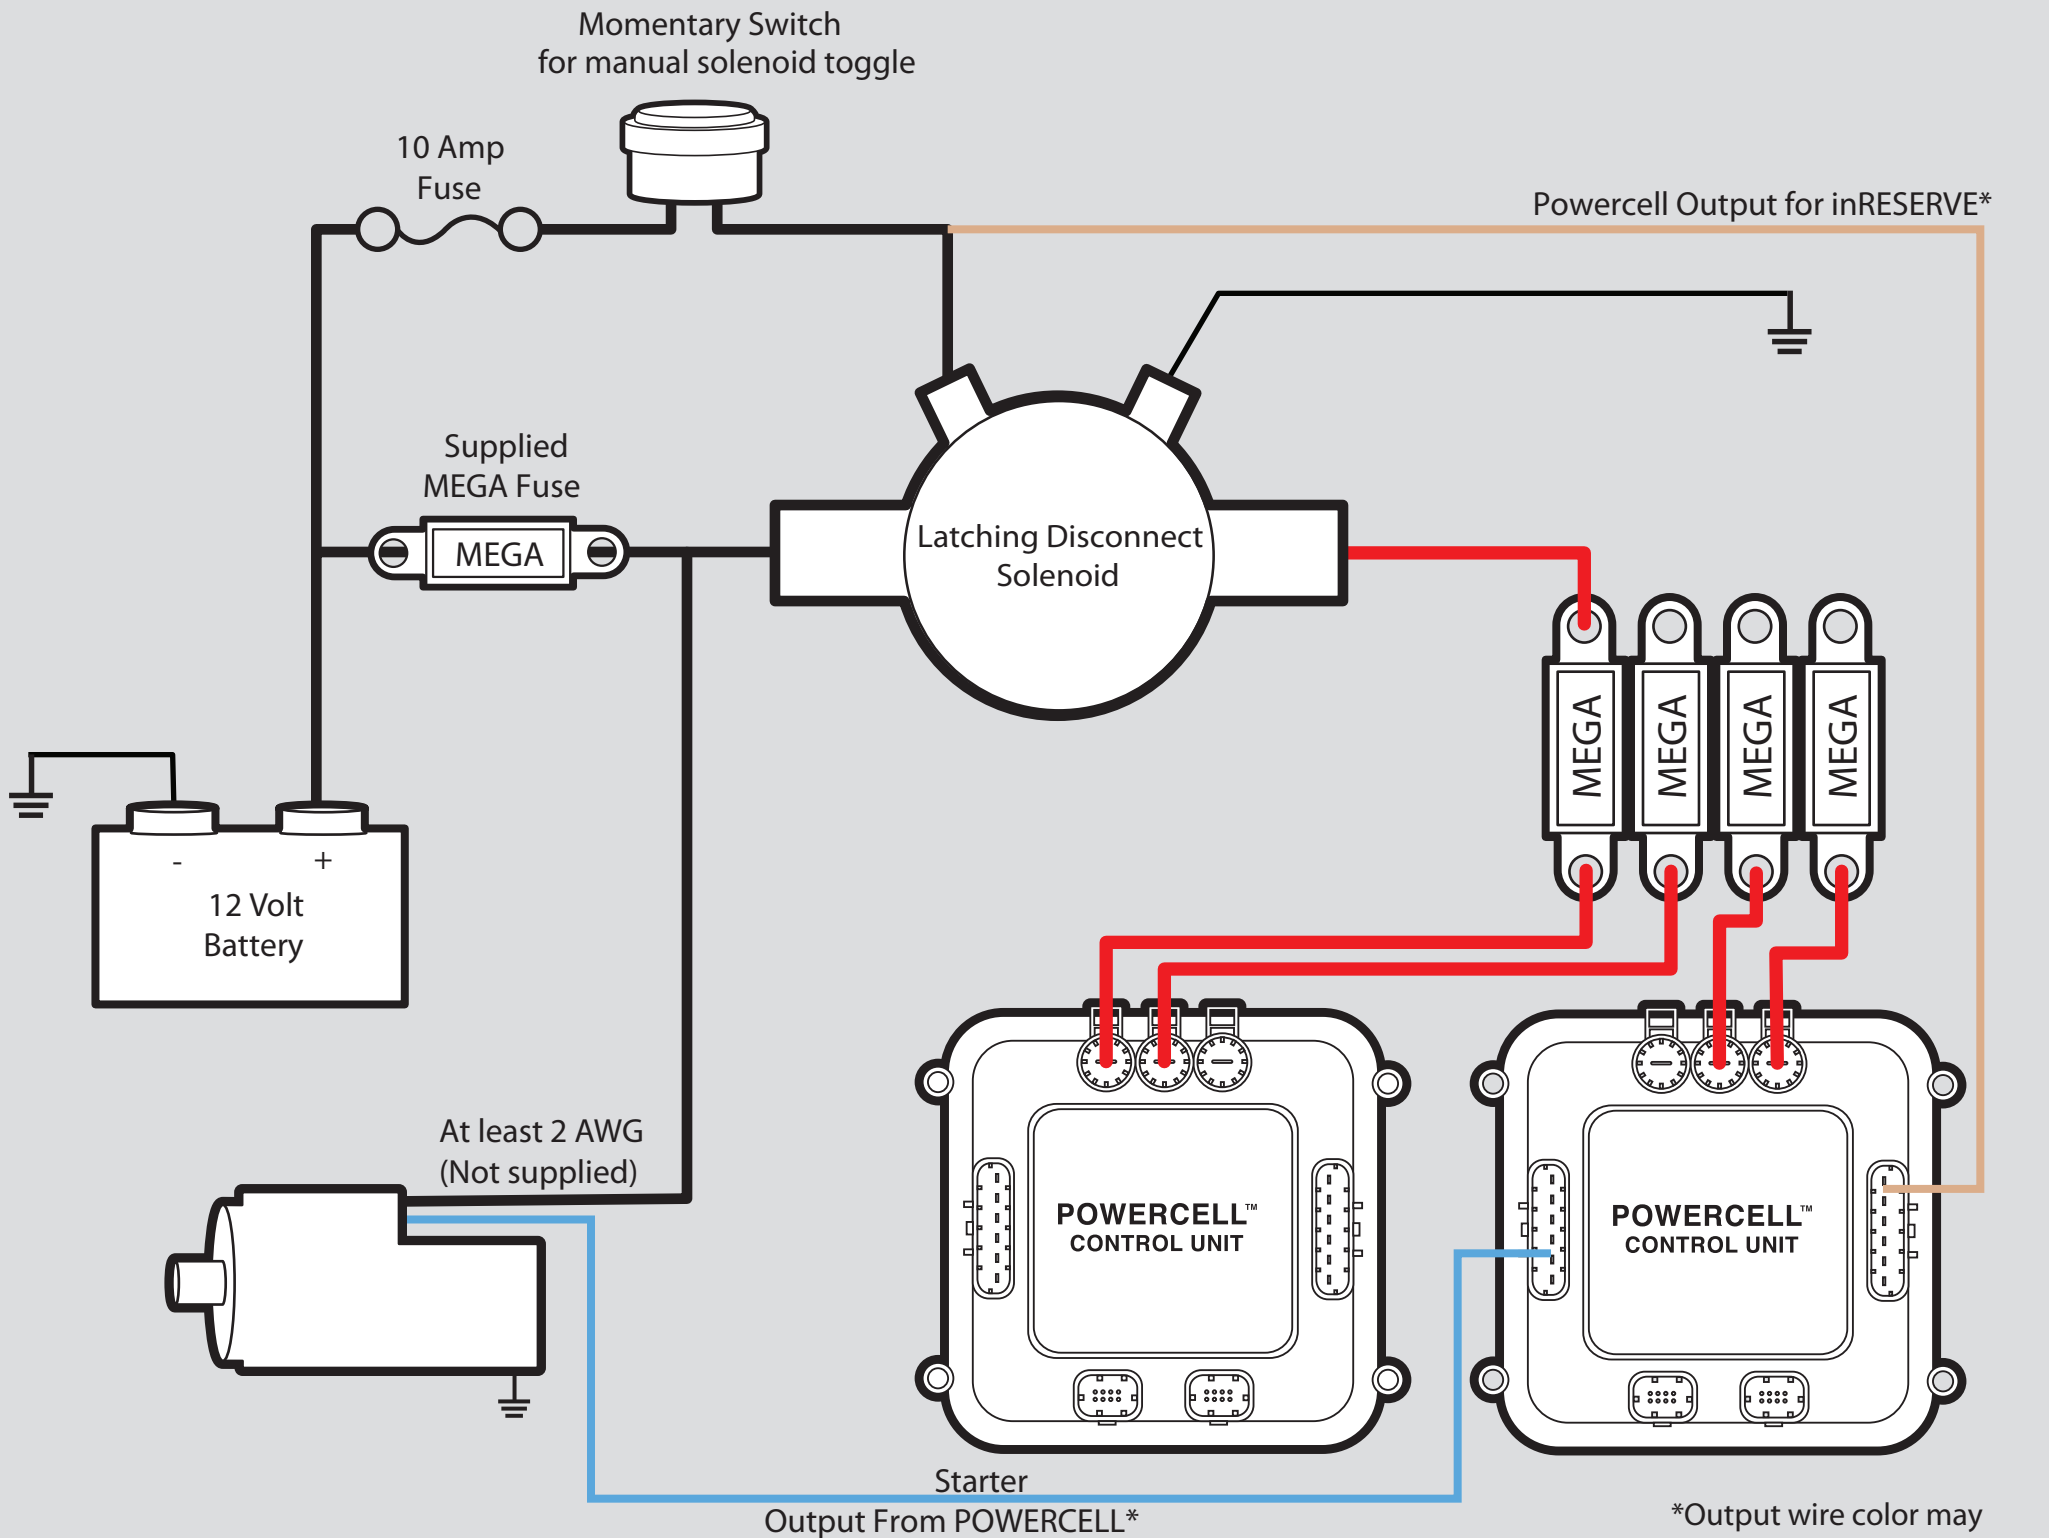 Momentary Switch
for manual solenoid toggle
10 Amp
Fuse
Powercell Output for inRESERVE*
Supplied
MEGA Fuse
MEGA
Latching Disconnect
Solenoid
MEGA
MEGA
MEGA
MEGA
- +
12 Volt
Battery
At least 2 AWG
(Not supplied)
POWERCELL™
CONTROL UNIT
POWERCELL™
CONTROL UNIT
Starter
Output From POWERCELL*
*Output wire color may